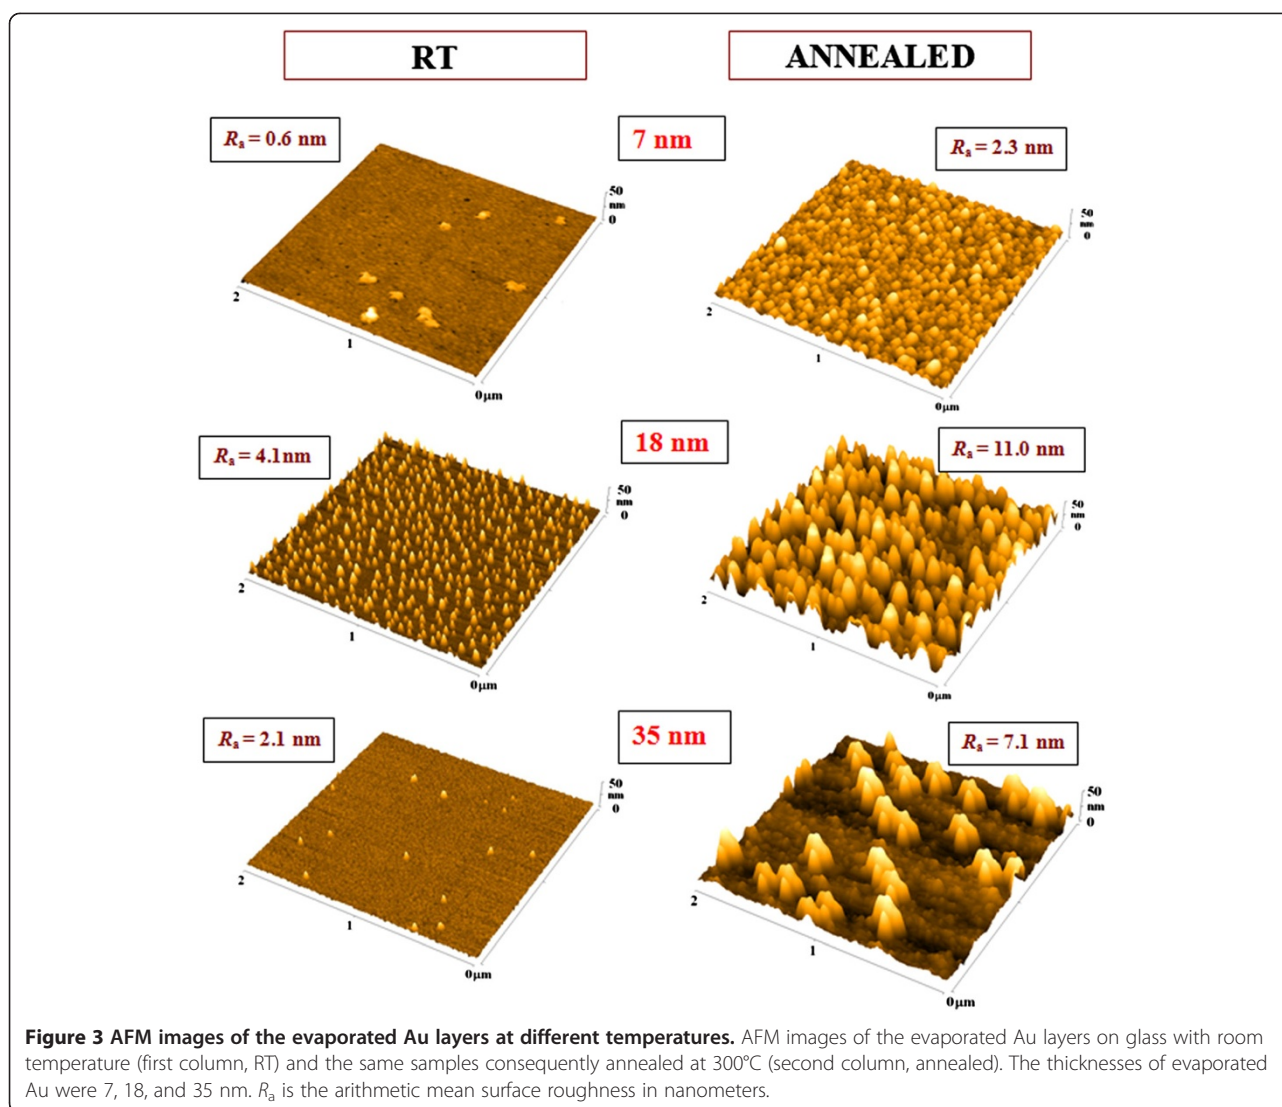 RT
ANNEALED
Ra = 0.6 nm
7 nm
Ra = 2.3 nm
50
nm
0
2
1
0μm
50
nm
0
2
1
0μm
Ra = 4.1nm
18 nm
Ra = 11.0 nm
50
nm
0
2
1
0μm
50
nm
0
2
1
0μm
Ra = 2.1 nm
35 nm
Ra = 7.1 nm
50
nm
0
2
1
0μm
50
nm
0
2
1
0μm
Figure 3 AFM images of the evaporated Au layers at different temperatures. AFM images of the evaporated Au layers on glass with room
temperature (first column, RT) and the same samples consequently annealed at 300°C (second column, annealed). The thicknesses of evaporated
Au were 7, 18, and 35 nm. Ra is the arithmetic mean surface roughness in nanometers.